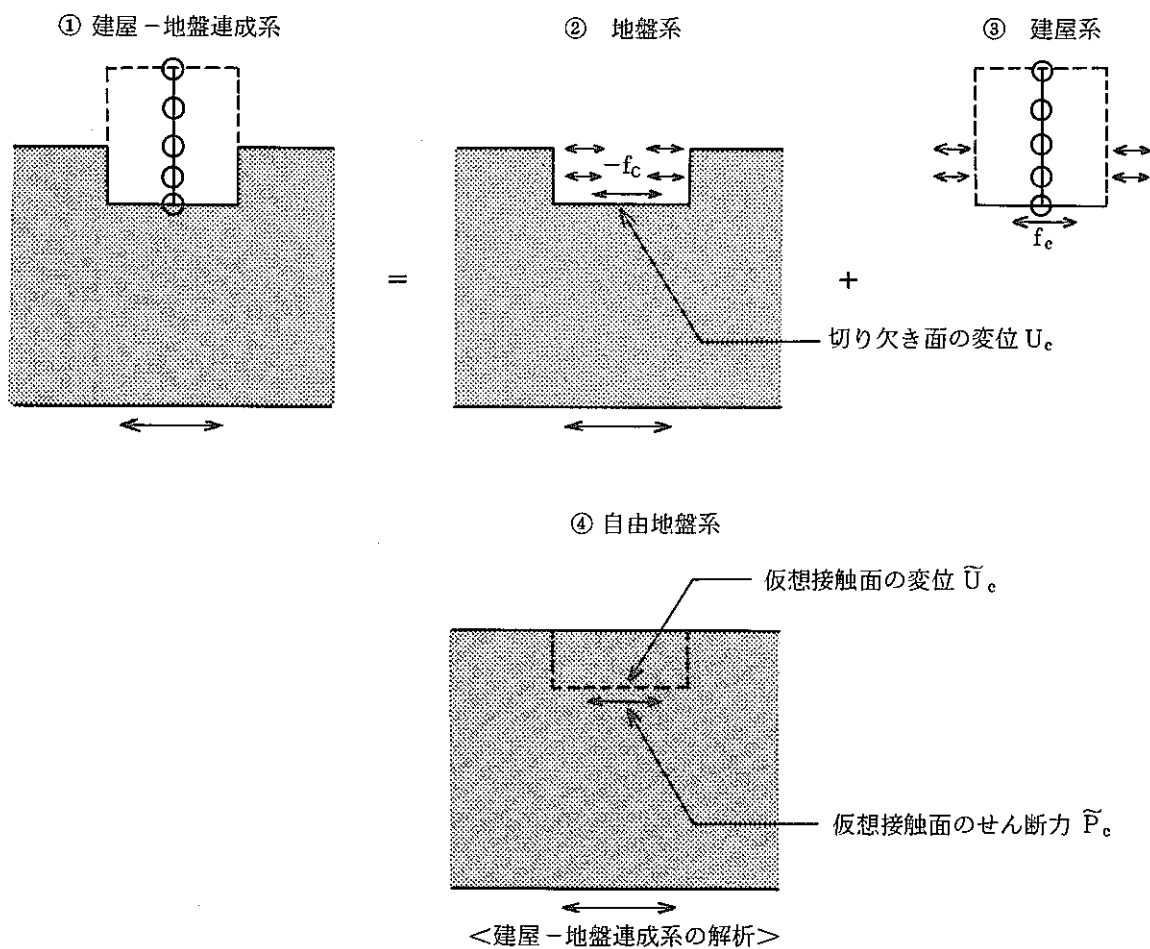 ① 建屋－地盤連成系
② 地盤系
③ 建屋系
－fc
fc
＝
＋
切り欠き面の変位 Uc
④ 自由地盤系
仮想接触面の変位 Ũc
仮想接触面のせん断力 P̃c
＜建屋－地盤連成系の解析＞